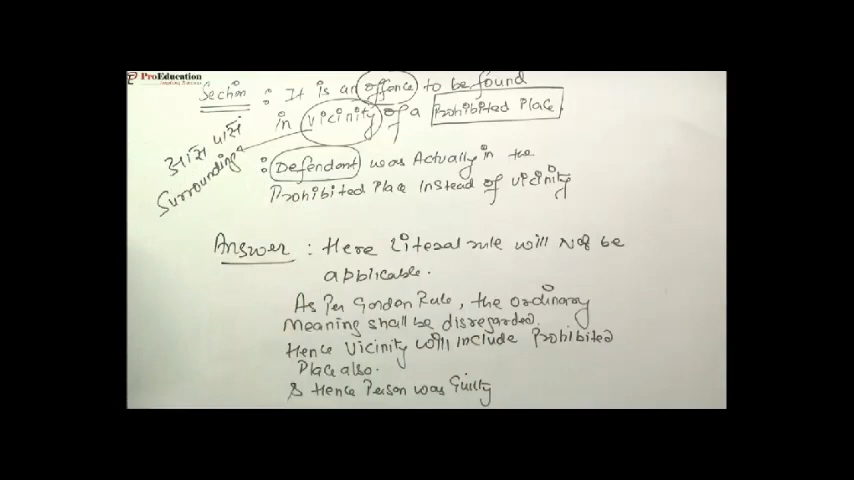 ProEducation
Section : It is an offence to be found
in vicinity of a Prohibited Place
आस पास
Surroundings
: Defendant was Actually in the
Prohibited Place instead of vicinity
Answer : Here Literal rule will Not be
applicable.
As Per Gordon Rule, the ordinary
Meaning shall be disregarded.
Hence Vicinity will include Prohibited
Place also.
& Hence Person was Guilty